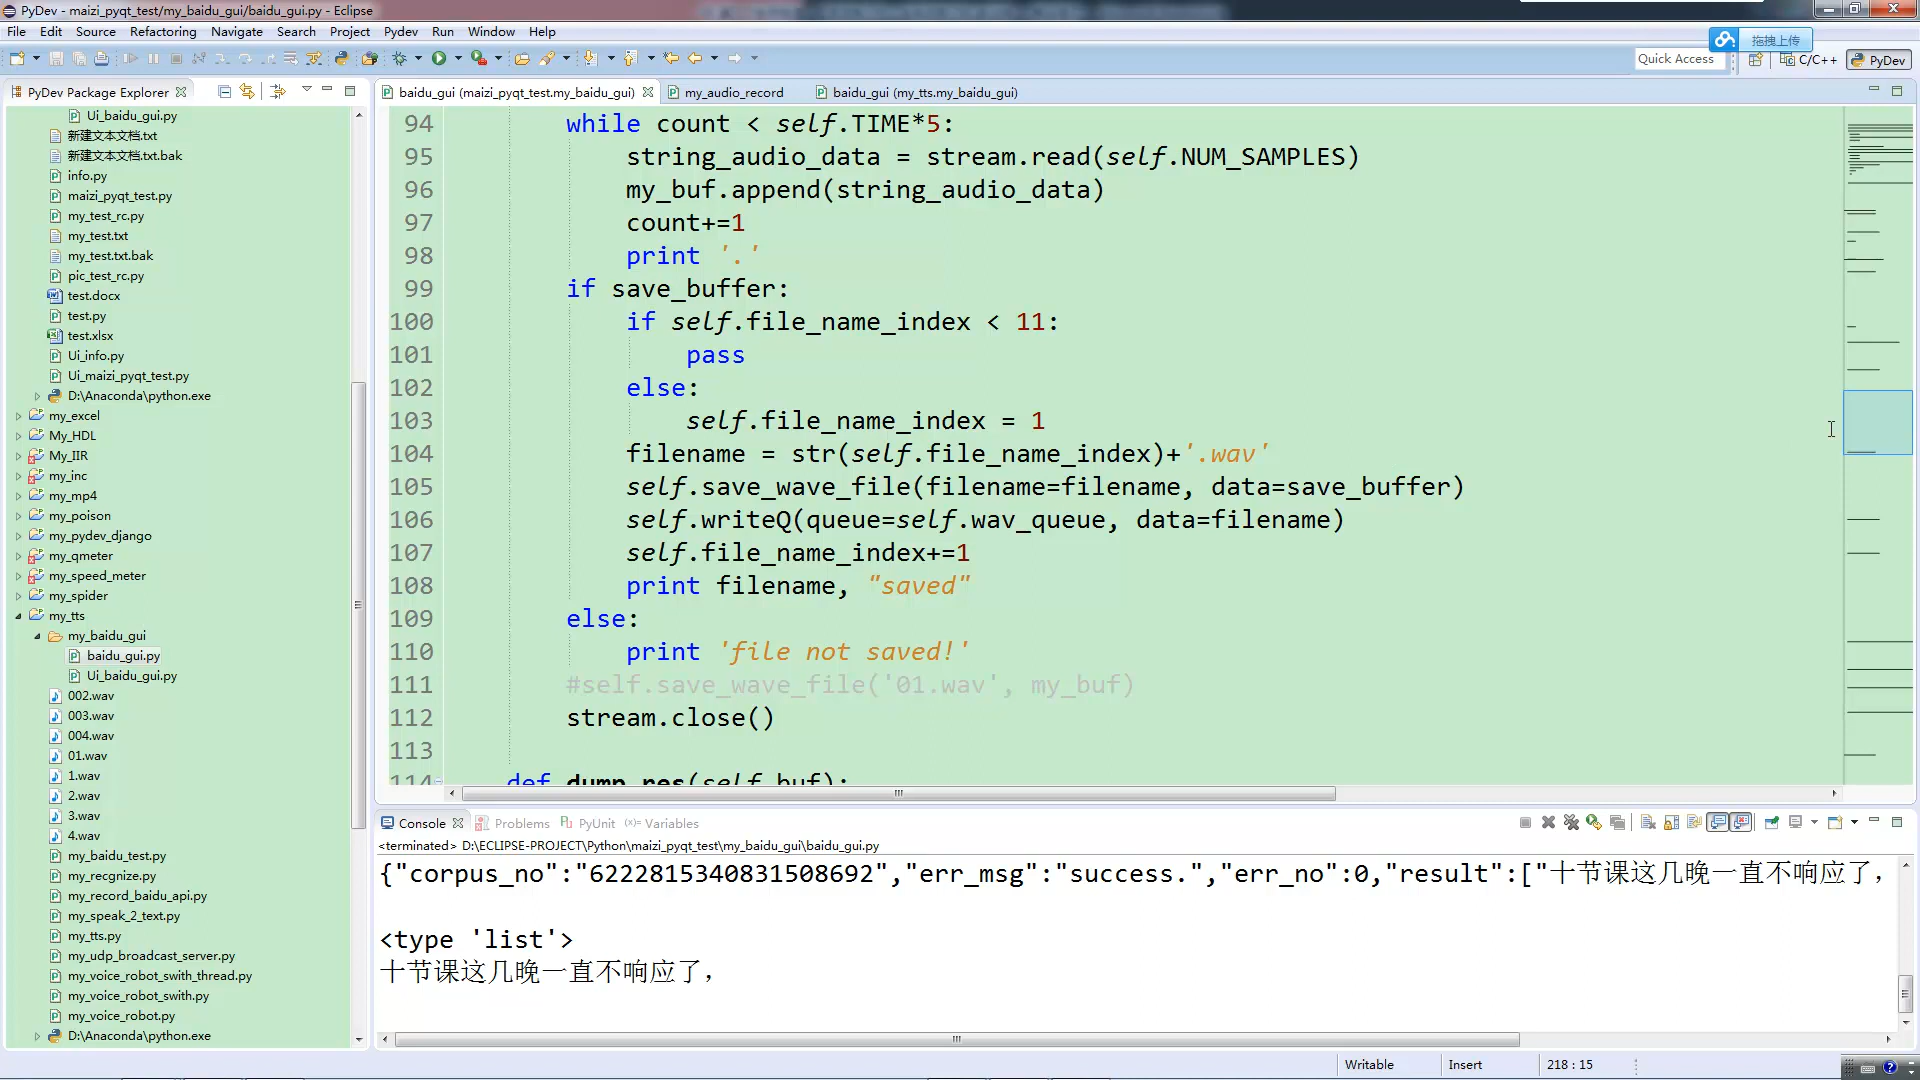 PyDev - maizi_pyqt_test/my_baidu_gui/baidu_gui.py - Eclipse
File Edit Source Refactoring Navigate Search Project Pydev Run Window Help
拖拽上传
Quick Access
C/C++
PyDev
PyDev Package Explorer
Ui_baidu_gui.py
新建文本文档.txt
新建文本文档.txt.bak
info.py
maizi_pyqt_test.py
my_test_rc.py
my_test.txt
my_test.txt.bak
pic_test_rc.py
test.docx
test.py
test.xlsx
Ui_info.py
Ui_maizi_pyqt_test.py
D:\Anaconda\python.exe
my_excel
My_HDL
My_IIR
my_inc
my_mp4
my_poison
my_pydev_django
my_qmeter
my_speed_meter
my_spider
my_tts
my_baidu_gui
baidu_gui.py
Ui_baidu_gui.py
002.wav
003.wav
004.wav
01.wav
1.wav
2.wav
3.wav
4.wav
my_baidu_test.py
my_recgnize.py
my_record_baidu_api.py
my_speak_2_text.py
my_tts.py
my_udp_broadcast_server.py
my_voice_robot_swith_thread.py
my_voice_robot_swith.py
my_voice_robot.py
D:\Anaconda\python.exe
baidu_gui (maizi_pyqt_test.my_baidu_gui)
my_audio_record
baidu_gui (my_tts.my_baidu_gui)
94 while count < self.TIME*5:
95 string_audio_data = stream.read(self.NUM_SAMPLES)
96 my_buf.append(string_audio_data)
97 count+=1
98 print '.'
99 if save_buffer:
100 if self.file_name_index < 11:
101 pass
102 else:
103 self.file_name_index = 1
104 filename = str(self.file_name_index)+'.wav'
105 self.save_wave_file(filename=filename, data=save_buffer)
106 self.writeQ(queue=self.wav_queue, data=filename)
107 self.file_name_index+=1
108 print filename, "saved"
109 else:
110 print 'file not saved!'
111 #self.save_wave_file('01.wav', my_buf)
112 stream.close()
113
114 def dump_res(self,buf):
Console Problems PyUnit Variables
<terminated> D:\ECLIPSE-PROJECT\Python\maizi_pyqt_test\my_baidu_gui\baidu_gui.py
{"corpus_no":"6222815340831508692","err_msg":"success.","err_no":0,"result":["十节课这几晚一直不响应了,
<type 'list'>
十节课这几晚一直不响应了,
Writable
Insert
218 : 15